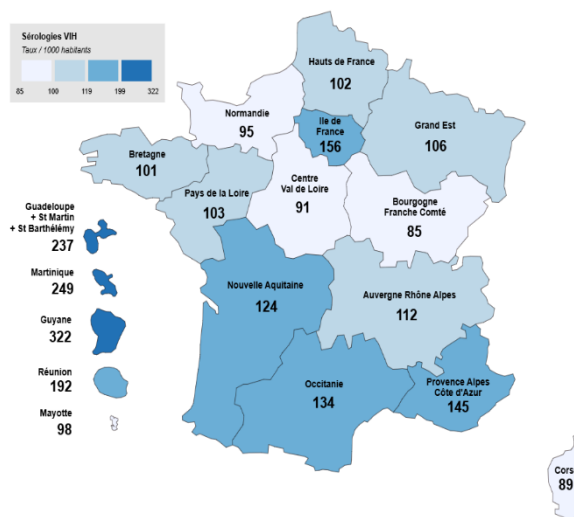 Sérologies VIH
Taux / 1000 habitants
85 100 119 199 322
Hauts de France
102
Normandie
95
Ile de
France
156
Grand Est
106
Bretagne
101
Pays de la Loire
103
Centre
Val de Loire
91
Bourgogne
Franche Comté
85
Guadeloupe
+ St Martin
+ St Barthélémy
237
Martinique
249
Guyane
322
Réunion
192
Mayotte
98
Nouvelle Aquitaine
124
Auvergne Rhône Alpes
112
Occitanie
134
Provence Alpes
Côte d'Azur
145
Cors
89